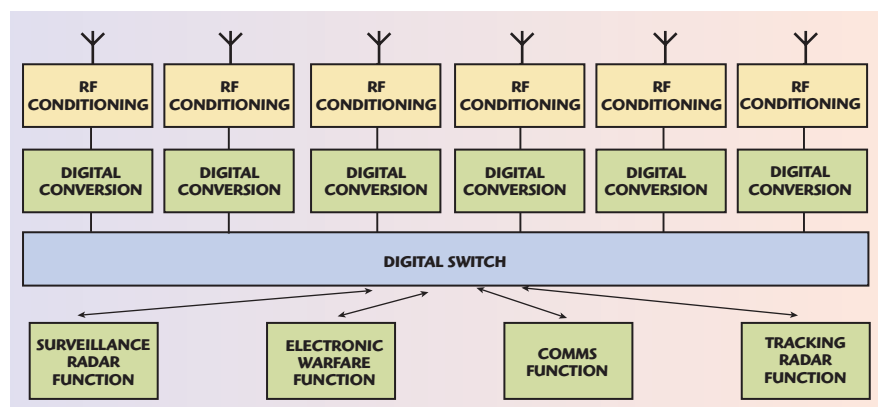 RF
CONDITIONING
RF
CONDITIONING
RF
CONDITIONING
RF
CONDITIONING
RF
CONDITIONING
RF
CONDITIONING
DIGITAL
CONVERSION
DIGITAL
CONVERSION
DIGITAL
CONVERSION
DIGITAL
CONVERSION
DIGITAL
CONVERSION
DIGITAL
CONVERSION
DIGITAL SWITCH
SURVEILLANCE
RADAR
FUNCTION
ELECTRONIC
WARFARE
FUNCTION
COMMS
FUNCTION
TRACKING
RADAR
FUNCTION